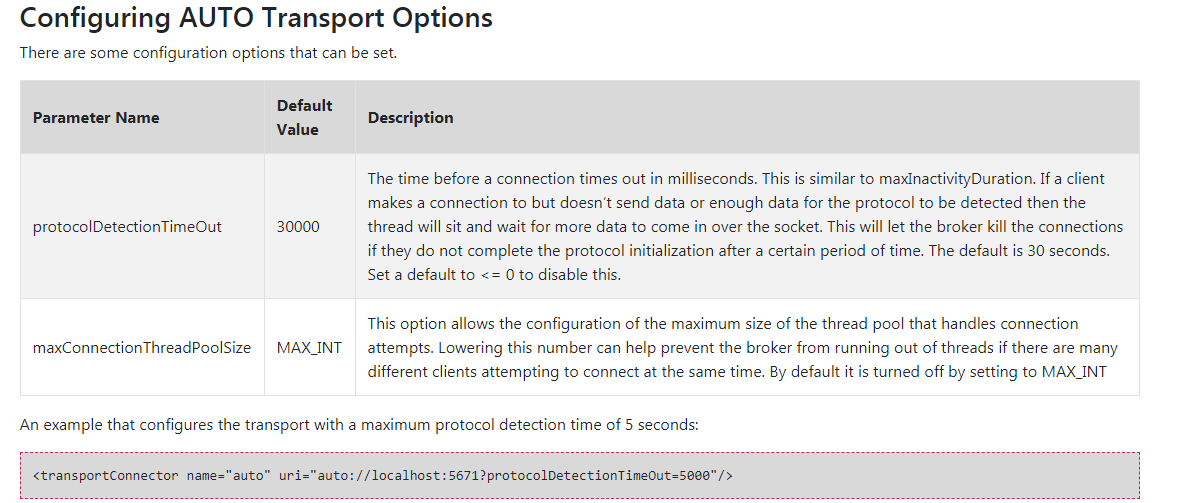 Configuring AUTO Transport Options
There are some configuration options that can be set.
Parameter Name
Default
Value
Description
protocolDetectionTimeOut
30000
The time before a connection times out in milliseconds. This is similar to maxInactivityDuration. If a client
makes a connection to but doesn’t send data or enough data for the protocol to be detected then the
thread will sit and wait for more data to come in over the socket. This will let the broker kill the connections
if they do not complete the protocol initialization after a certain period of time. The default is 30 seconds.
Set a default to <= 0 to disable this.
maxConnectionThreadPoolSize
MAX_INT
This option allows the configuration of the maximum size of the thread pool that handles connection
attempts. Lowering this number can help prevent the broker from running out of threads if there are many
different clients attempting to connect at the same time. By default it is turned off by setting to MAX_INT
An example that configures the transport with a maximum protocol detection time of 5 seconds:
<transportConnector name="auto" uri="auto://localhost:5671?protocolDetectionTimeOut=5000"/>